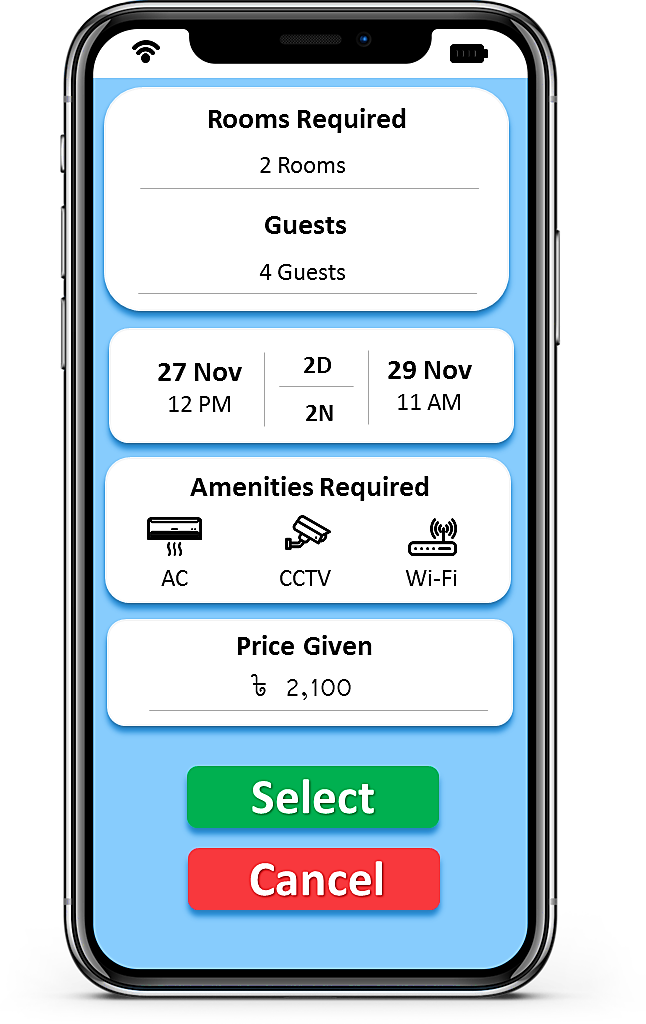 Rooms Required
2 Rooms
Guests
4 Guests
27 Nov
12 PM
2D
2N
29 Nov
11 AM
Amenities Required
AC
CCTV
Wi-Fi
Price Given
৳ 2,100
Select
Cancel